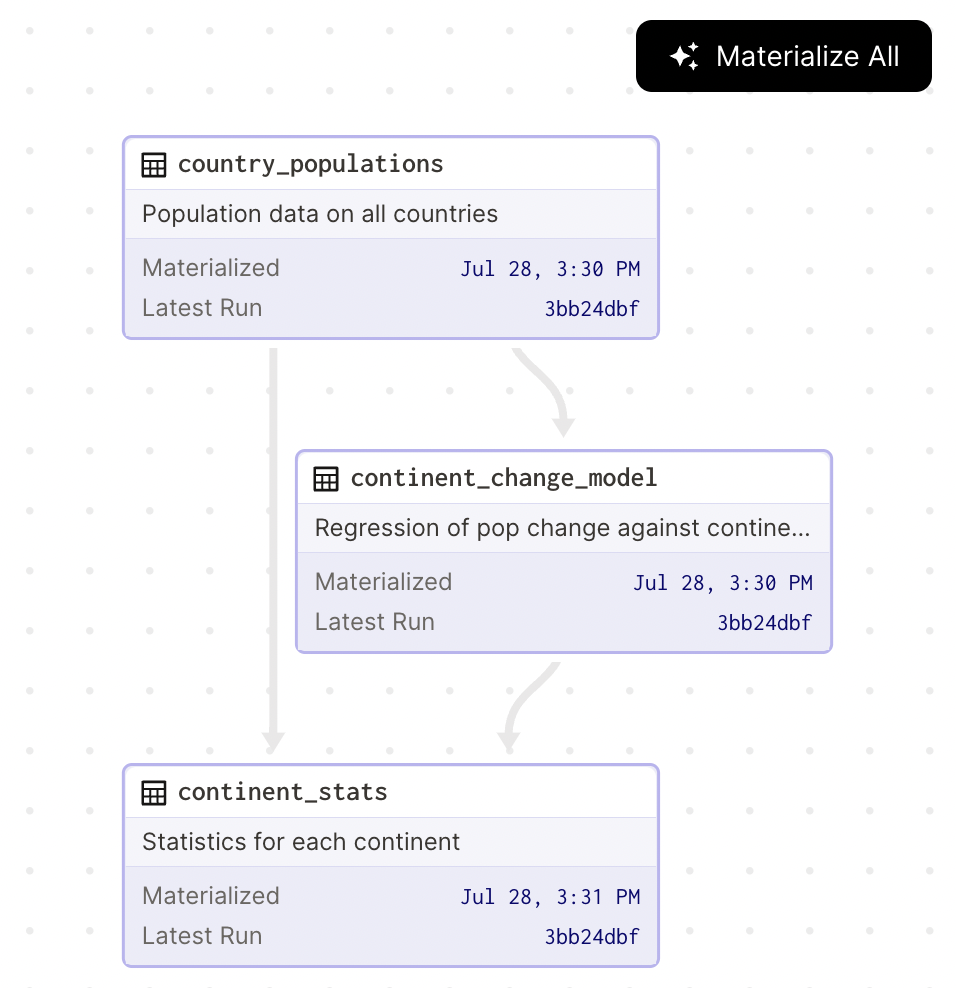 Materialize All
country_populations
Population data on all countries
Materialized Jul 28, 3:30 PM
Latest Run 3bb24dbf
continent_change_model
Regression of pop change against contine...
Materialized Jul 28, 3:30 PM
Latest Run 3bb24dbf
continent_stats
Statistics for each continent
Materialized Jul 28, 3:31 PM
Latest Run 3bb24dbf